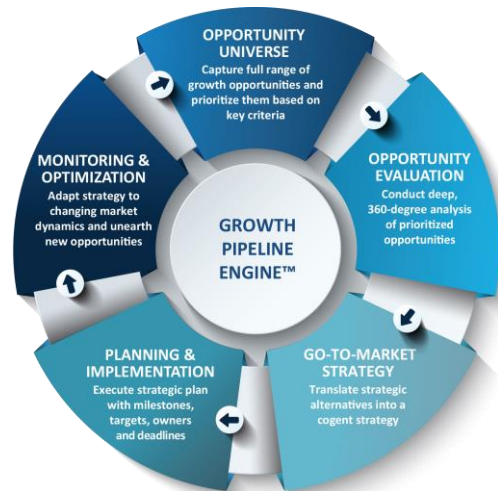 OPPORTUNITY
UNIVERSE
Capture full range of
growth opportunities and
prioritize them based on
key criteria
OPPORTUNITY
EVALUATION
Conduct deep,
360-degree analysis
of prioritized
opportunities
GO-TO-MARKET
STRATEGY
Translate strategic
alternatives into a
cogent strategy
PLANNING &
IMPLEMENTATION
Execute strategic plan
with milestones,
targets, owners
and deadlines
MONITORING &
OPTIMIZATION
Adapt strategy to
changing market
dynamics and unearth
new opportunities
GROWTH
PIPELINE
ENGINE™